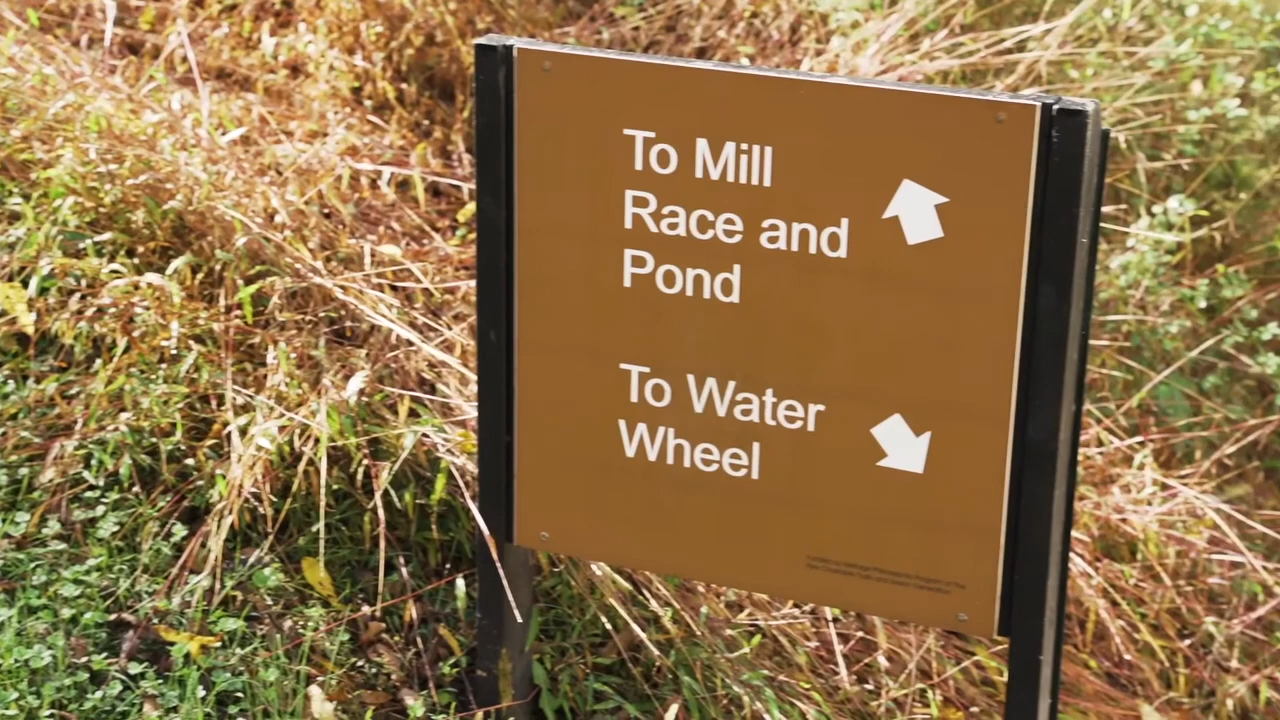 To Mill
Race and
Pond
To Water
Wheel